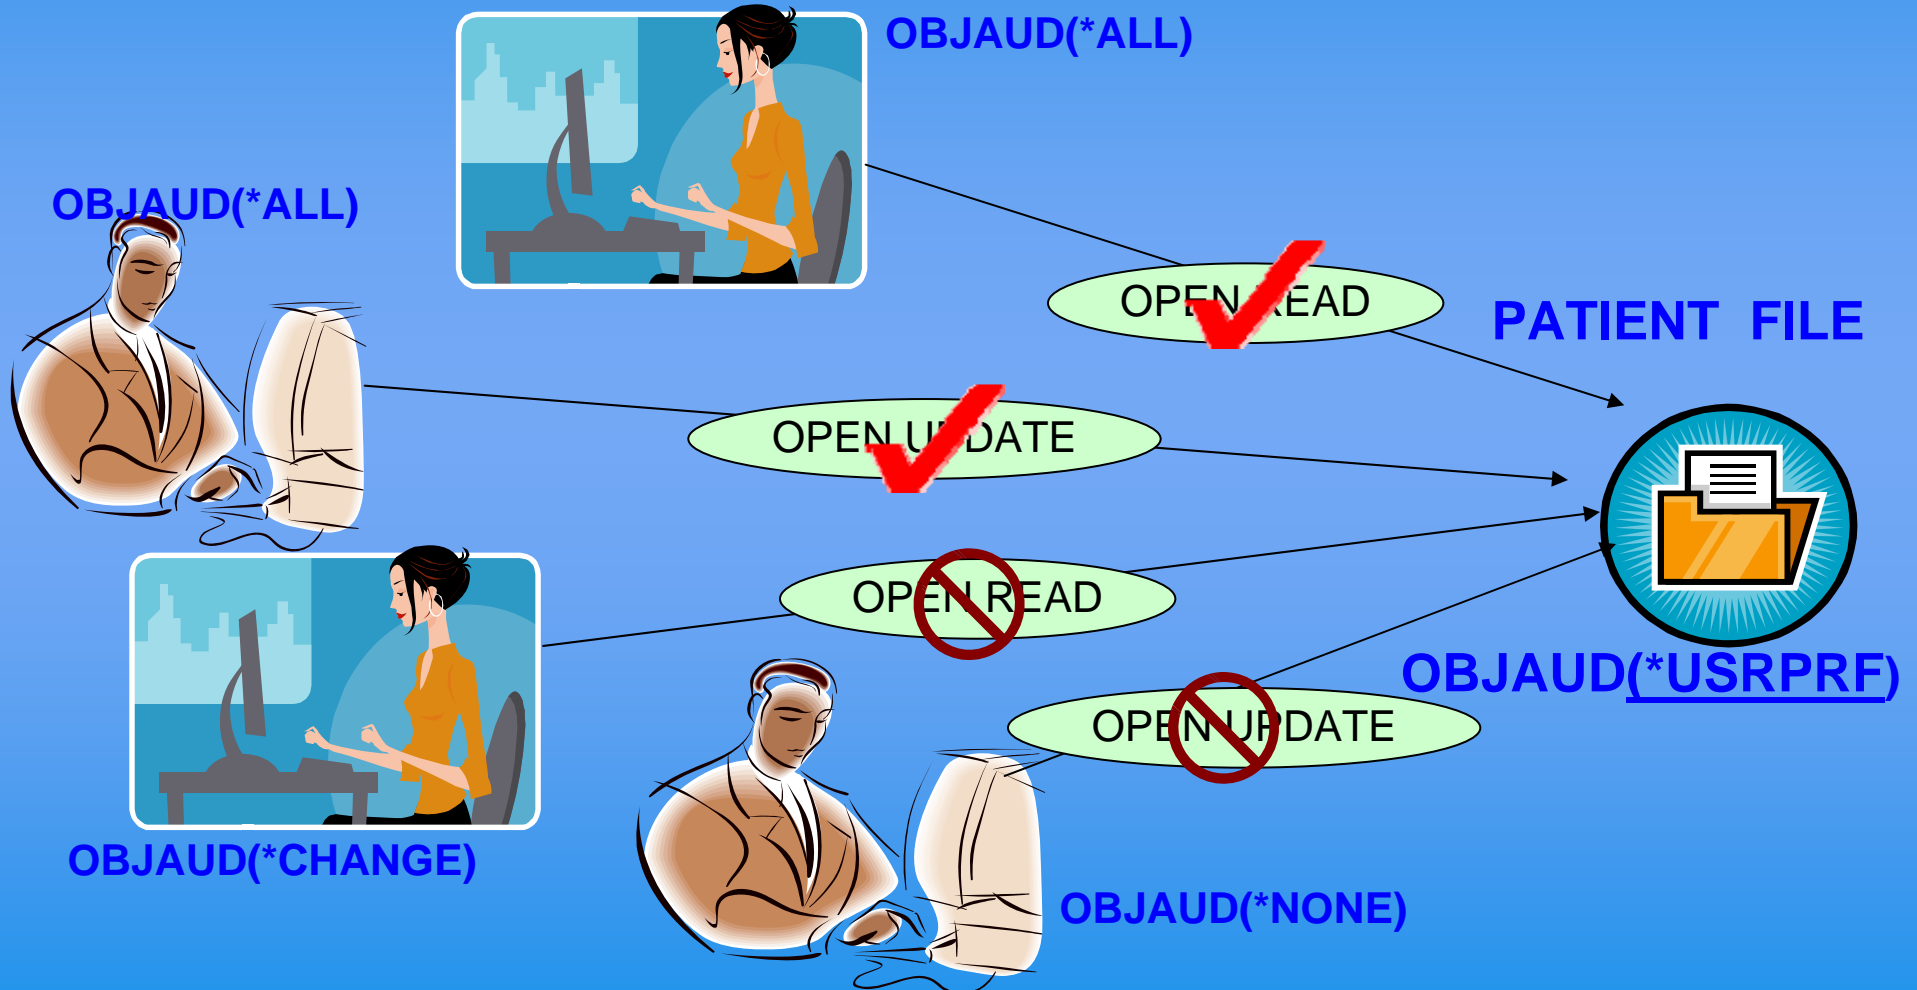 OBJAUD(*ALL)
OBJAUD(*ALL)
OPEN READ
PATIENT FILE
OPEN UPDATE
OPEN READ
OBJAUD(*USRPRF)
OPEN UPDATE
OBJAUD(*CHANGE)
OBJAUD(*NONE)